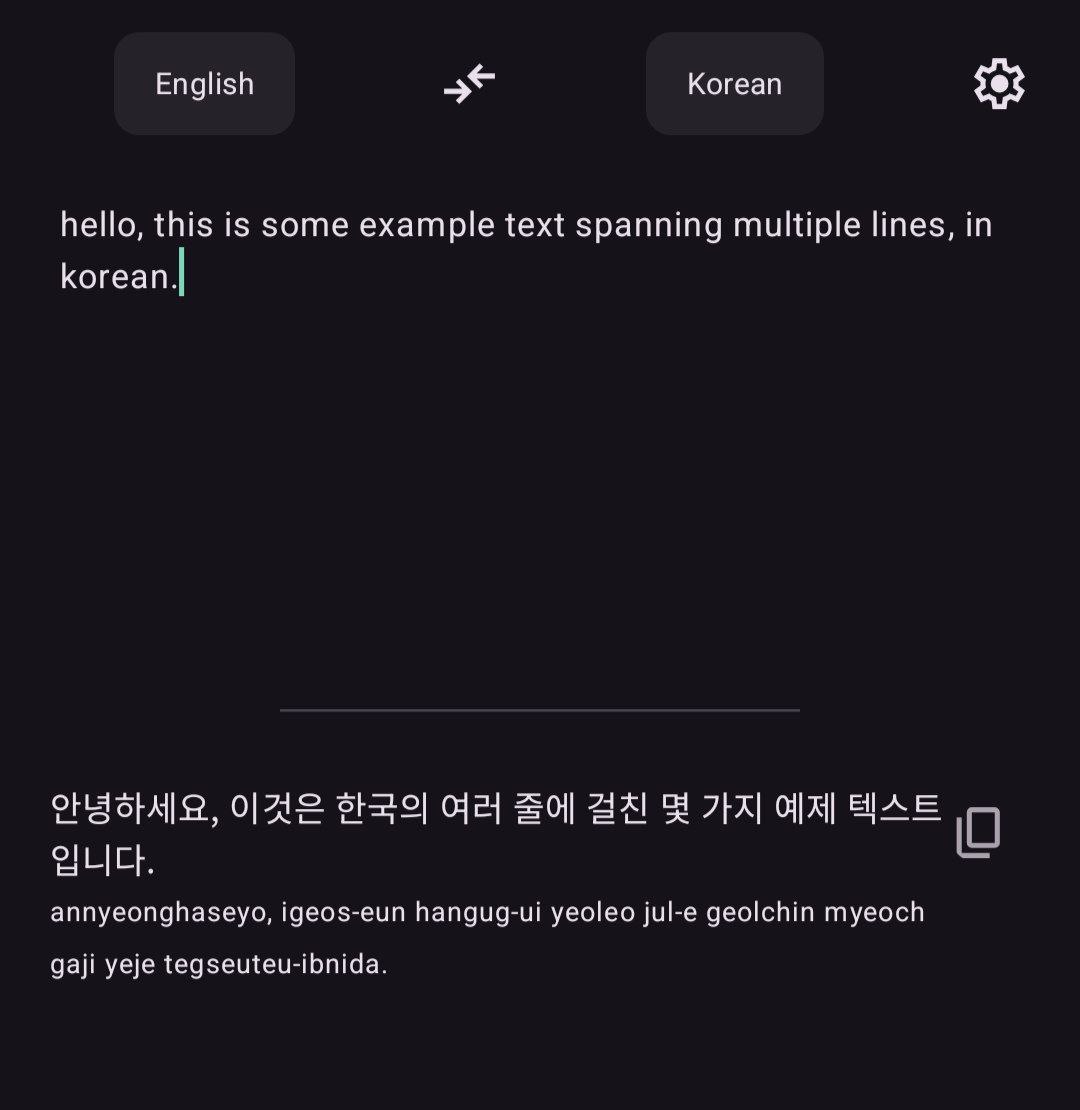 English
Korean
hello, this is some example text spanning multiple lines, in
korean.
안녕하세요, 이것은 한국의 여러 줄에 걸친 몇 가지 예제 텍스트
입니다.
annyeonghaseyo, igeos-eun hangug-ui yeoleo jul-e geolchin myeoch
gaji yeje tegseuteu-ibnida.